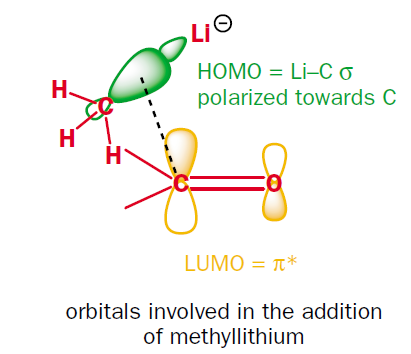 Li⊖
HOMO = Li–C σ
polarized towards C
H
C
H
H
C
O
LUMO = π*
orbitals involved in the addition
of methyllithium